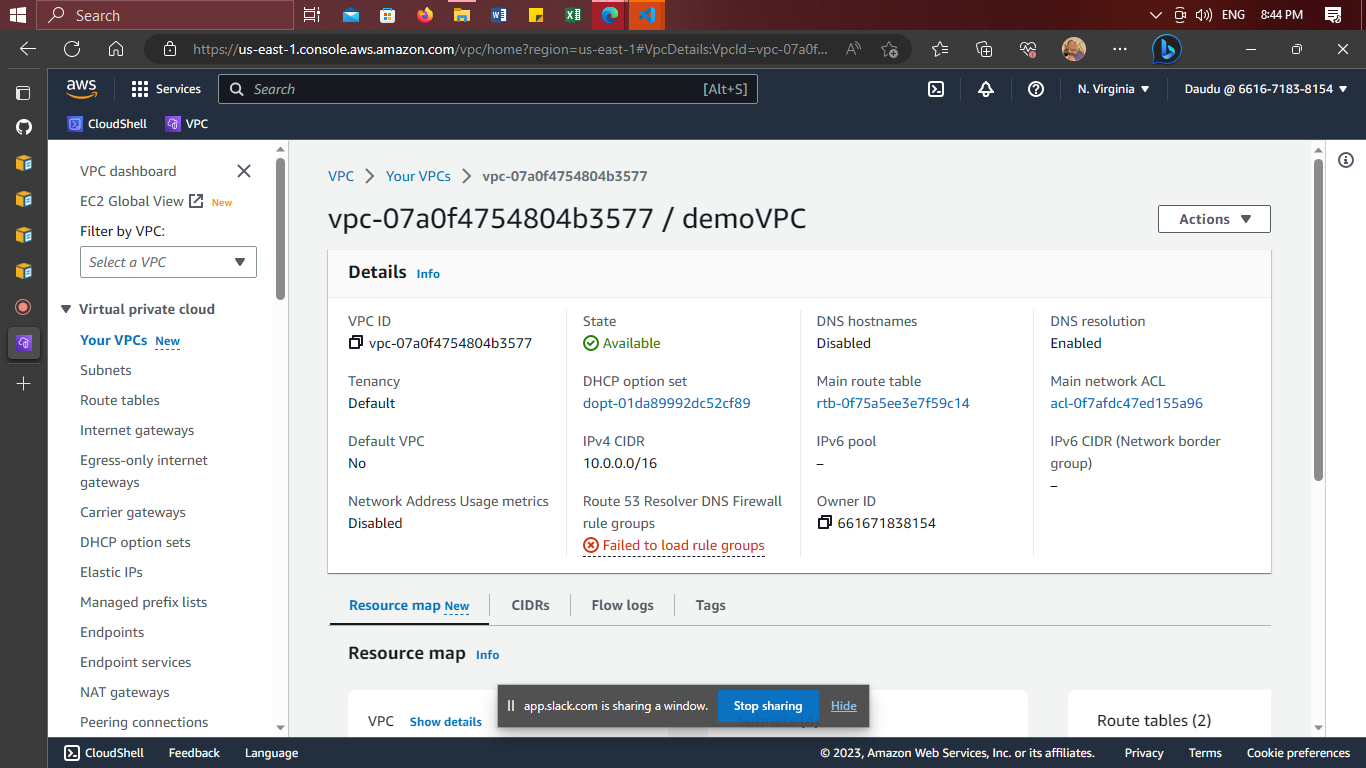 Search
ENG
8:44 PM
https://us-east-1.console.aws.amazon.com/vpc/home?region=us-east-1#VpcDetails:VpcId=vpc-07a0f...
aws
Services
Search
[Alt+S]
N. Virginia
Daudu @ 6616-7183-8154
CloudShell
VPC
VPC dashboard
EC2 Global View
New
Filter by VPC:
Select a VPC
Virtual private cloud
Your VPCs New
Subnets
Route tables
Internet gateways
Egress-only internet
gateways
Carrier gateways
DHCP option sets
Elastic IPs
Managed prefix lists
Endpoints
Endpoint services
NAT gateways
Peering connections
VPC
Your VPCs
vpc-07a0f4754804b3577
vpc-07a0f4754804b3577 / demoVPC
Actions
Details Info
VPC ID
vpc-07a0f4754804b3577
State
Available
DNS hostnames
Disabled
DNS resolution
Enabled
Tenancy
Default
DHCP option set
dopt-01da89992dc52cf89
Main route table
rtb-0f75a5ee3e7f59c14
Main network ACL
acl-0f7afdc47ed155a96
Default VPC
No
IPv4 CIDR
10.0.0.0/16
IPv6 pool
–
IPv6 CIDR (Network border
group)
–
Network Address Usage metrics
Disabled
Route 53 Resolver DNS Firewall
rule groups
Failed to load rule groups
Owner ID
661671838154
Resource map New
CIDRs
Flow logs
Tags
Resource map Info
VPC Show details
app.slack.com is sharing a window.
Stop sharing
Hide
Route tables (2)
CloudShell
Feedback
Language
© 2023, Amazon Web Services, Inc. or its affiliates.
Privacy
Terms
Cookie preferences